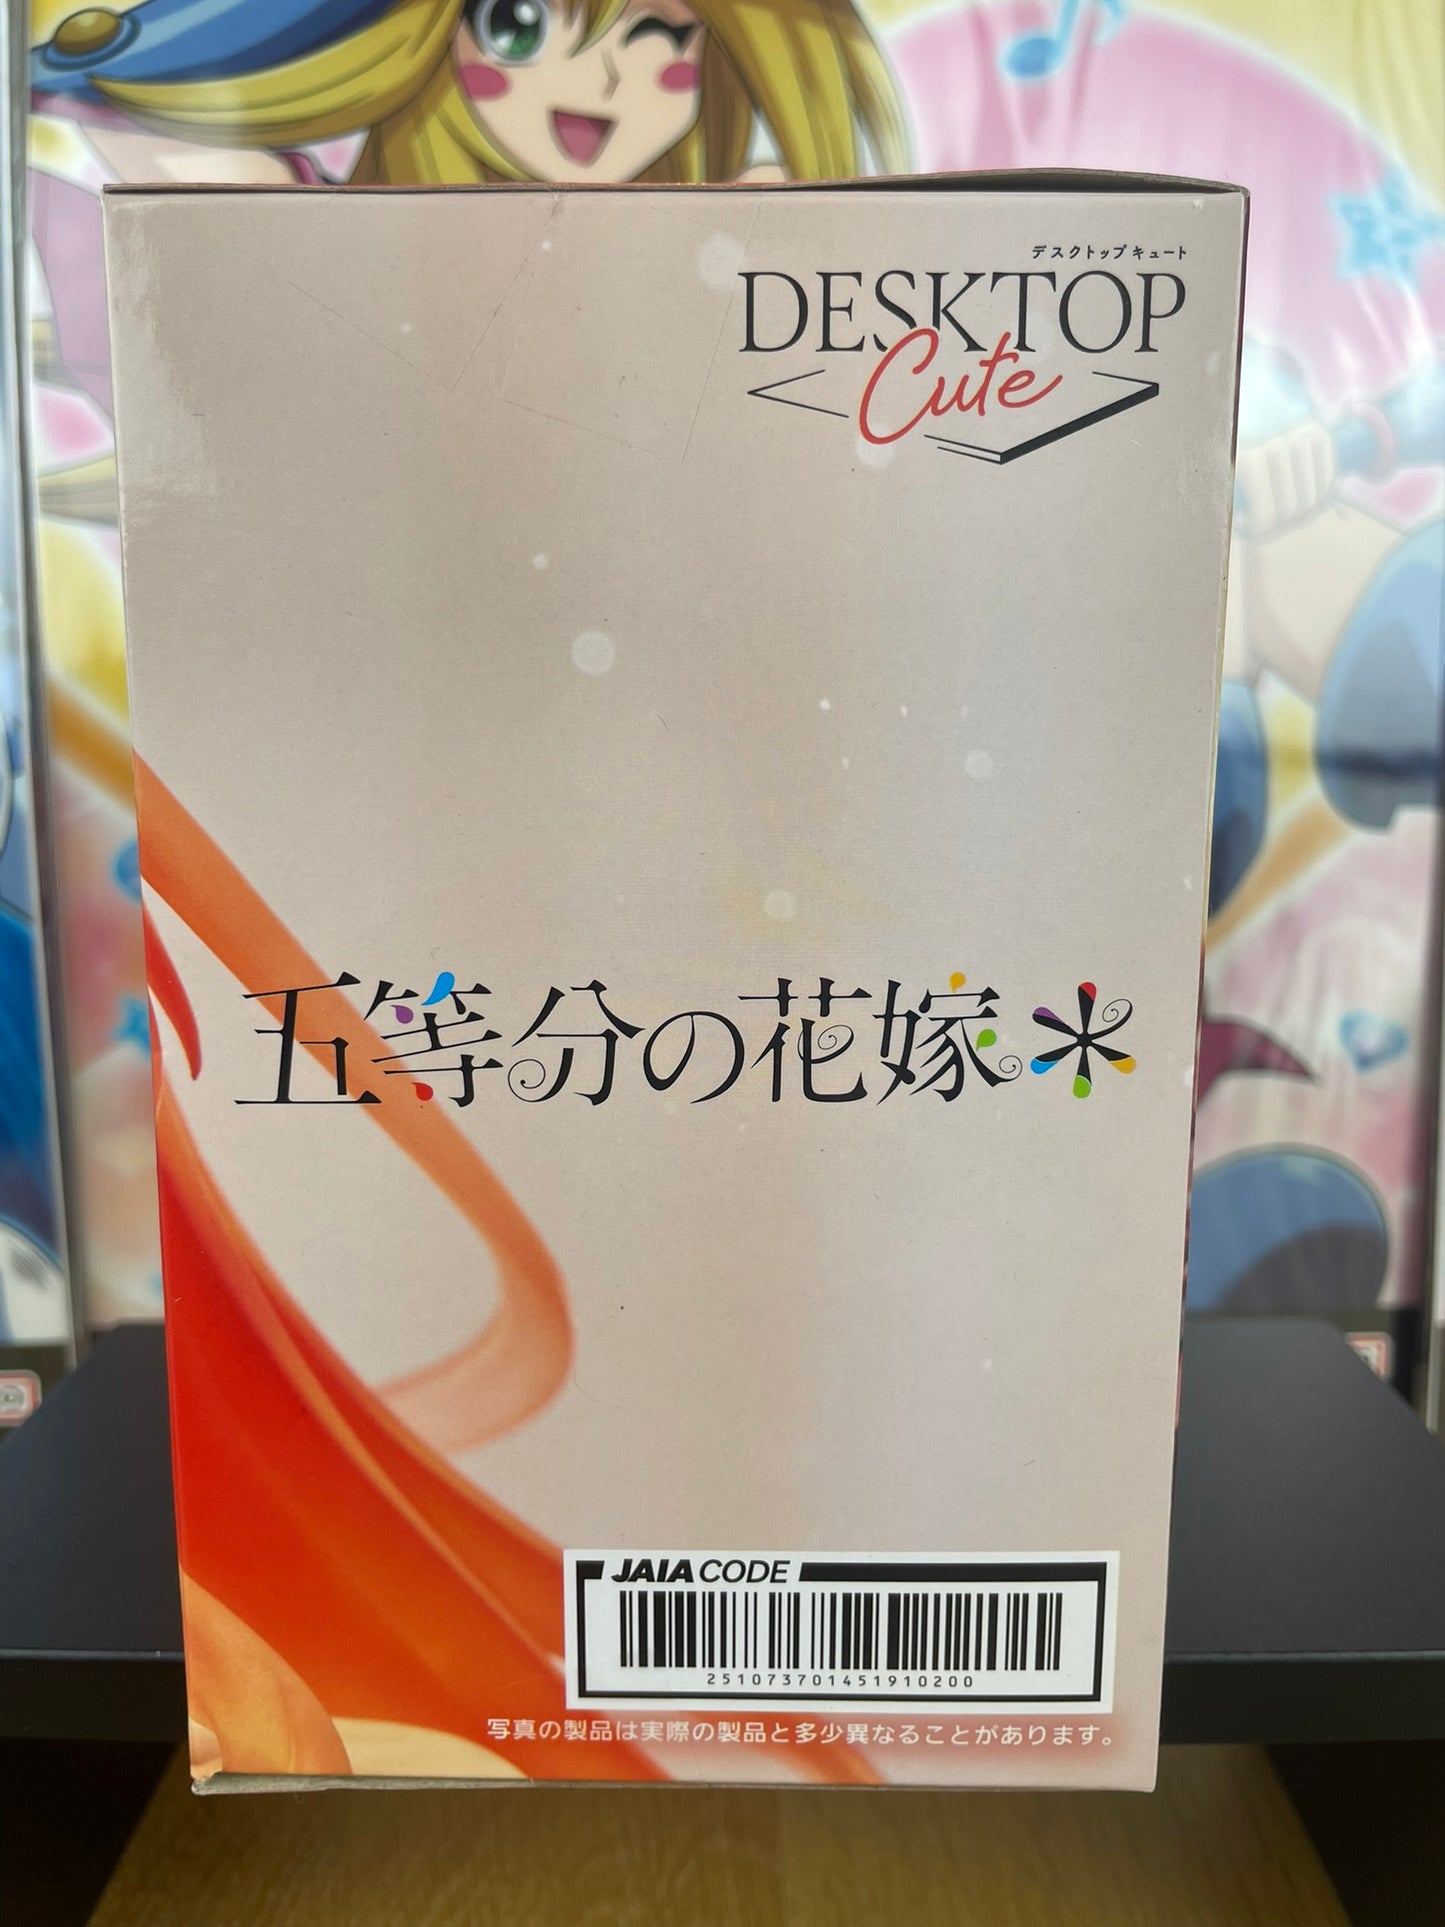 デスクトップキュート
DESKTOP
Cute
五等分の花嫁*
JAIA CODE
251073701451910200
写真の製品は実際の製品と多少異なることがあります。